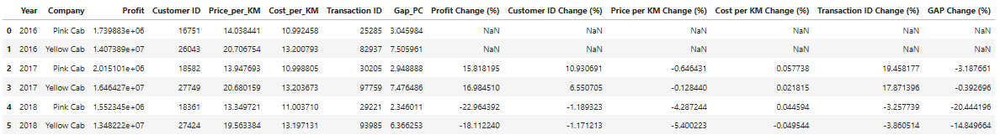 Year Company Profit Customer ID Price_per_KM Cost_per_KM Transaction ID Gap_PC Profit Change (%) Customer ID Change (%) Price per KM Change (%) Cost per KM Change (%) Transaction ID Change (%) GAP Change (%)
0 2016 Pink Cab 1.739883e+06 16751 14.038441 10.992458 25285 3.045984 NaN NaN NaN NaN NaN NaN
1 2016 Yellow Cab 1.407389e+07 26043 20.706754 13.200793 82937 7.505961 NaN NaN NaN NaN NaN NaN
2 2017 Pink Cab 2.015101e+06 18582 13.947693 10.998805 30205 2.948888 15.818195 10.930691 -0.646431 0.057738 19.458177 -3.187661
3 2017 Yellow Cab 1.646427e+07 27749 20.680159 13.203673 97759 7.476486 16.984510 6.550705 -0.128440 0.021815 17.871396 -0.392696
4 2018 Pink Cab 1.552345e+06 18361 13.349721 11.003710 29221 2.346011 -22.964392 -1.189323 -4.287244 0.044594 -3.257739 -20.444196
5 2018 Yellow Cab 1.348222e+07 27424 19.563384 13.197131 93985 6.366253 -18.112240 -1.171213 -5.400223 -0.049544 -3.860514 -14.849664